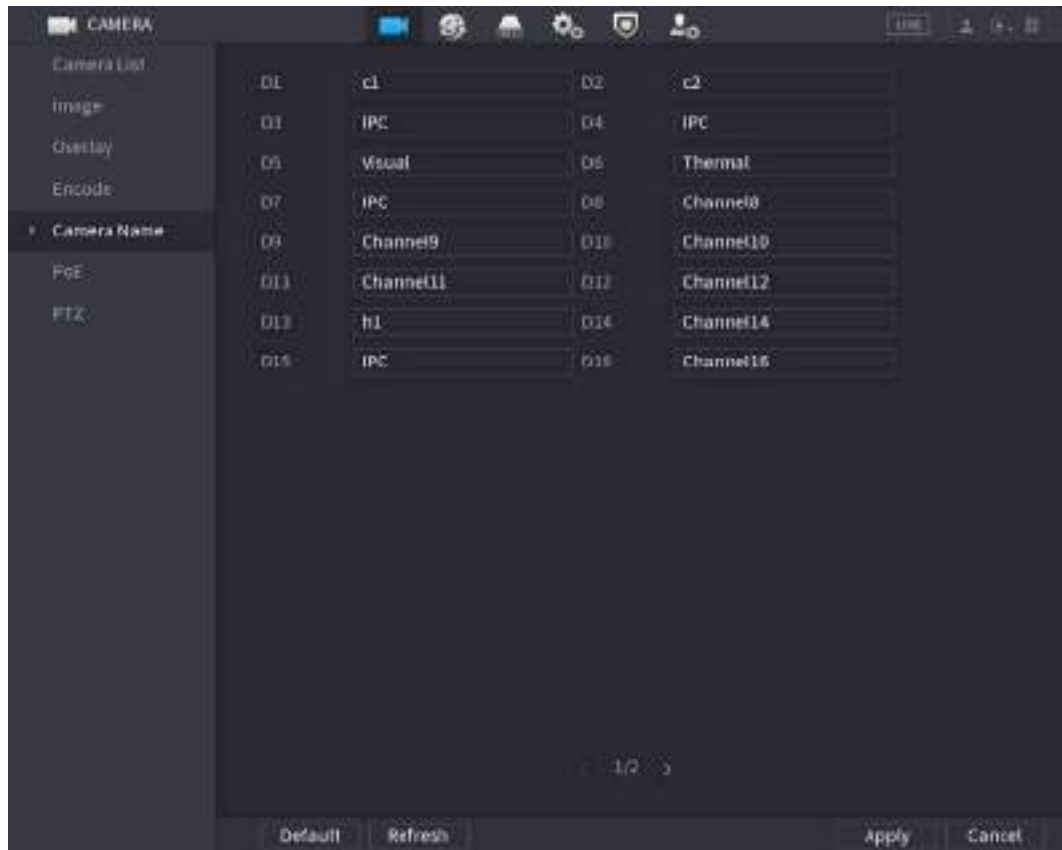 CAMERA LIVE
Camera List
Image
Overlay
Encode
Camera Name
PoE
PTZ
D1 c1 D2 c2
D3 IPC D4 IPC
D5 Visual D6 Thermal
D7 IPC D8 Channel8
D9 Channel9 D10 Channel10
D11 Channel11 D12 Channel12
D13 h1 D14 Channel14
D15 IPC D16 Channel16
1/2
Default Refresh Apply Cancel